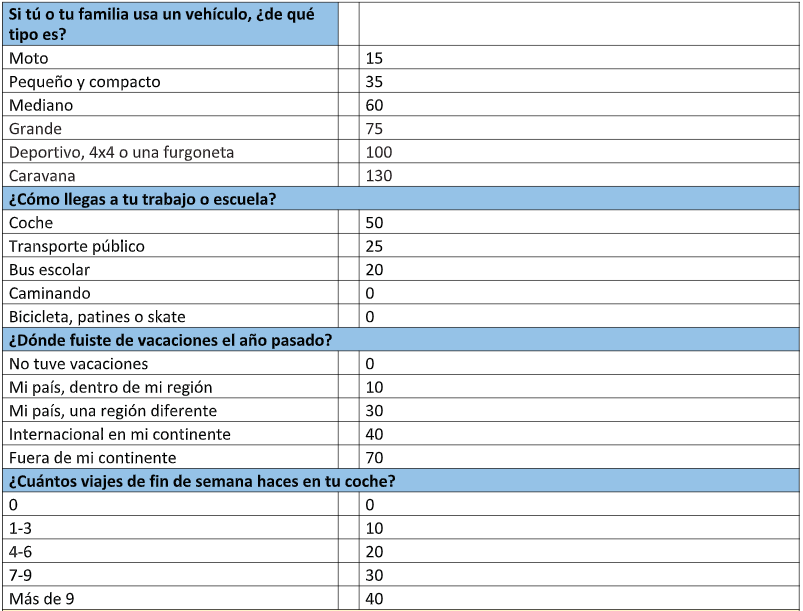 Si tú o tu familia usa un vehículo, ¿de qué
tipo es?
Moto 15
Pequeño y compacto 35
Mediano 60
Grande 75
Deportivo, 4x4 o una furgoneta 100
Caravana 130
¿Cómo llegas a tu trabajo o escuela?
Coche 50
Transporte público 25
Bus escolar 20
Caminando 0
Bicicleta, patines o skate 0
¿Dónde fuiste de vacaciones el año pasado?
No tuve vacaciones 0
Mi país, dentro de mi región 10
Mi país, una región diferente 30
Internacional en mi continente 40
Fuera de mi continente 70
¿Cuántos viajes de fin de semana haces en tu coche?
0 0
1-3 10
4-6 20
7-9 30
Más de 9 40